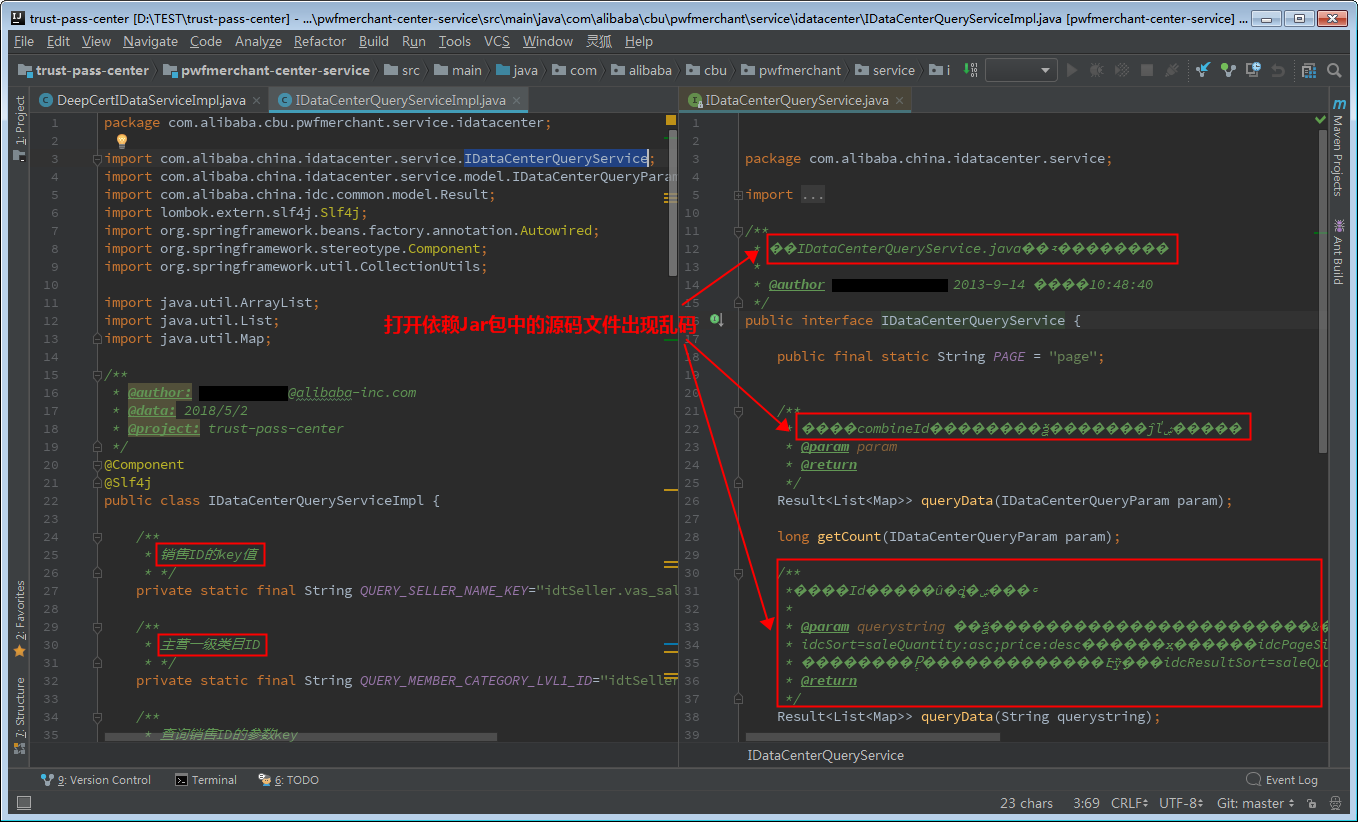 trust-pass-center [D:\TEST\trust-pass-center] - ...\pwfmerchant-center-service\src\main\java\com\alibaba\cbu\pwfmerchant\service\idatacenter\IDataCenterQueryServiceImpl.java [pwfmerchant-center-service] ...
File Edit View Navigate Code Analyze Refactor Build Run Tools VCS Window 灵狐 Help
trust-pass-center pwfmerchant-center-service src main java com alibaba cbu pwfmerchant service i
DeepCertIDataServiceImpl.java IDataCenterQueryServiceImpl.java
1: Project
2: Favorites
7: Structure
1 package com.alibaba.cbu.pwfmerchant.service.idatacenter;
2
3 import com.alibaba.china.idatacenter.service.IDataCenterQueryService;
4 import com.alibaba.china.idatacenter.service.model.IDataCenterQueryParam
5 import com.alibaba.china.idc.common.model.Result;
6 import lombok.extern.slf4j.Slf4j;
7 import org.springframework.beans.factory.annotation.Autowired;
8 import org.springframework.stereotype.Component;
9 import org.springframework.util.CollectionUtils;
10
11 import java.util.ArrayList;
12 import java.util.List;
13 import java.util.Map;
14
15 /**
16 * @author: @alibaba-inc.com
17 * @data: 2018/5/2
18 * @project: trust-pass-center
19 */
20 @Component
21 @Slf4j
22 public class IDataCenterQueryServiceImpl {
23
24 /**
25 * 销售ID的key值
26 * */
27 private static final String QUERY_SELLER_NAME_KEY="idtSeller.vas_sal
28
29 /**
30 * 主营一级类目ID
31 * */
32 private static final String QUERY_MEMBER_CATEGORY_LVL1_ID="idtSeller
33
34 /**
35 * 查询销售ID的参数key
打开依赖Jar包中的源码文件出现乱码
IDataCenterQueryService.java
1
2
3 package com.alibaba.china.idatacenter.service;
4
5 import ...
10
11 /**
12 * ��IDataCenterQueryService.java��
13 *
14 * @author 2013-9-14 ����10:48:40
15 */
public interface IDataCenterQueryService {
17
18 public final static String PAGE = "page";
19
20
21 /**
22 * ����combineId��������
23 * @param param
24 * @return
25 */
26 Result<List<Map>> queryData(IDataCenterQueryParam param);
27
28 long getCount(IDataCenterQueryParam param);
29
30 /**
31 *����Id�����
32 *
33 * @param querystring ��
34 * idcSort=saleQuantity:asc;price:desc������ idcPageSi
35 * idcResultSort=saleQua
36 * @return
37 */
38 Result<List<Map>> queryData(String querystring);
39
IDataCenterQueryService
Maven Projects
Ant Build
9: Version Control Terminal 6: TODO Event Log
23 chars 3:69 CRLF UTF-8 Git: master